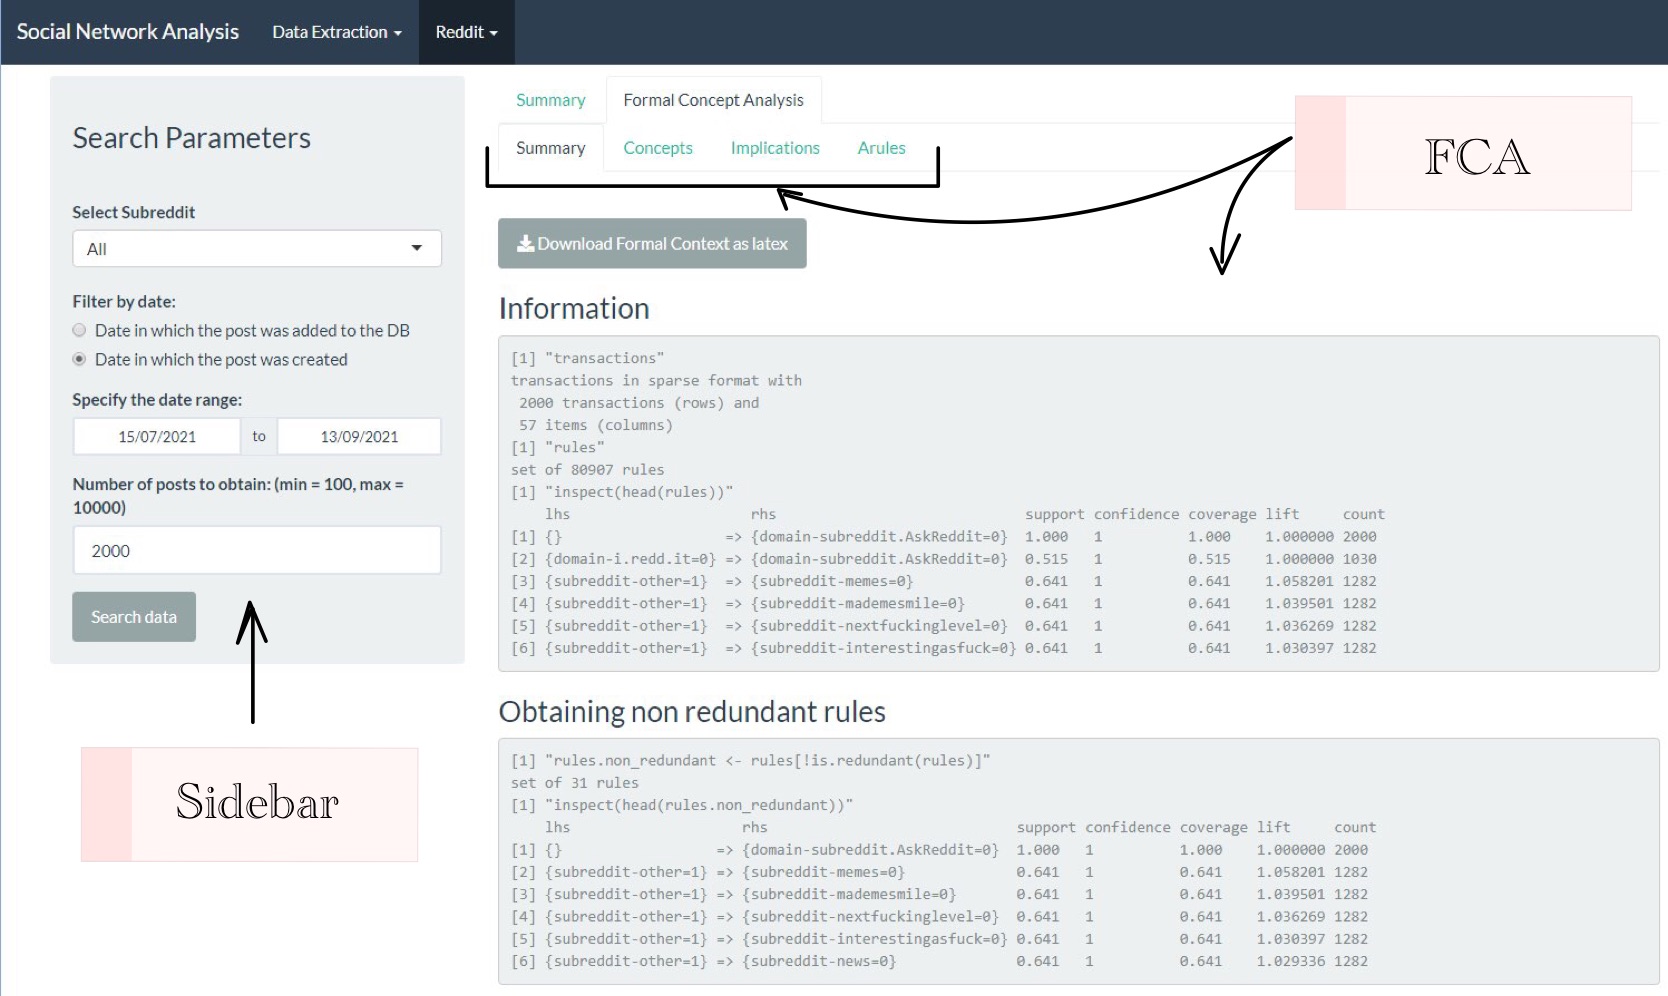 Social Network Analysis Data Extraction Reddit
Search Parameters
Select Subreddit
All
Filter by date:
Date in which the post was added to the DB
Date in which the post was created
Specify the date range:
15/07/2021 to 13/09/2021
Number of posts to obtain: (min = 100, max =
10000)
2000
Search data
Sidebar
Summary Formal Concept Analysis
Summary Concepts Implications Arules
FCA
Download Formal Context as latex
Information
[1] "transactions"
transactions in sparse format with
2000 transactions (rows) and
57 items (columns)
[1] "rules"
set of 80907 rules
[1] "inspect(head(rules))"
lhs rhs support confidence coverage lift count
[1] {} => {domain-subreddit.AskReddit=0} 1.000 1 1.000 1.000000 2000
[2] {domain-i.redd.it=0} => {domain-subreddit.AskReddit=0} 0.515 1 0.515 1.000000 1030
[3] {subreddit-other=1} => {subreddit-memes=0} 0.641 1 0.641 1.058201 1282
[4] {subreddit-other=1} => {subreddit-mademesmile=0} 0.641 1 0.641 1.039501 1282
[5] {subreddit-other=1} => {subreddit-nextfuckinglevel=0} 0.641 1 0.641 1.036269 1282
[6] {subreddit-other=1} => {subreddit-interestingasfuck=0} 0.641 1 0.641 1.030397 1282
Obtaining non redundant rules
[1] "rules.non_redundant <- rules[!is.redundant(rules)]"
set of 31 rules
[1] "inspect(head(rules.non_redundant))"
lhs rhs support confidence coverage lift count
[1] {} => {domain-subreddit.AskReddit=0} 1.000 1 1.000 1.000000 2000
[2] {subreddit-other=1} => {subreddit-memes=0} 0.641 1 0.641 1.058201 1282
[3] {subreddit-other=1} => {subreddit-mademesmile=0} 0.641 1 0.641 1.039501 1282
[4] {subreddit-other=1} => {subreddit-nextfuckinglevel=0} 0.641 1 0.641 1.036269 1282
[5] {subreddit-other=1} => {subreddit-interestingasfuck=0} 0.641 1 0.641 1.030397 1282
[6] {subreddit-other=1} => {subreddit-news=0} 0.641 1 0.641 1.029336 1282